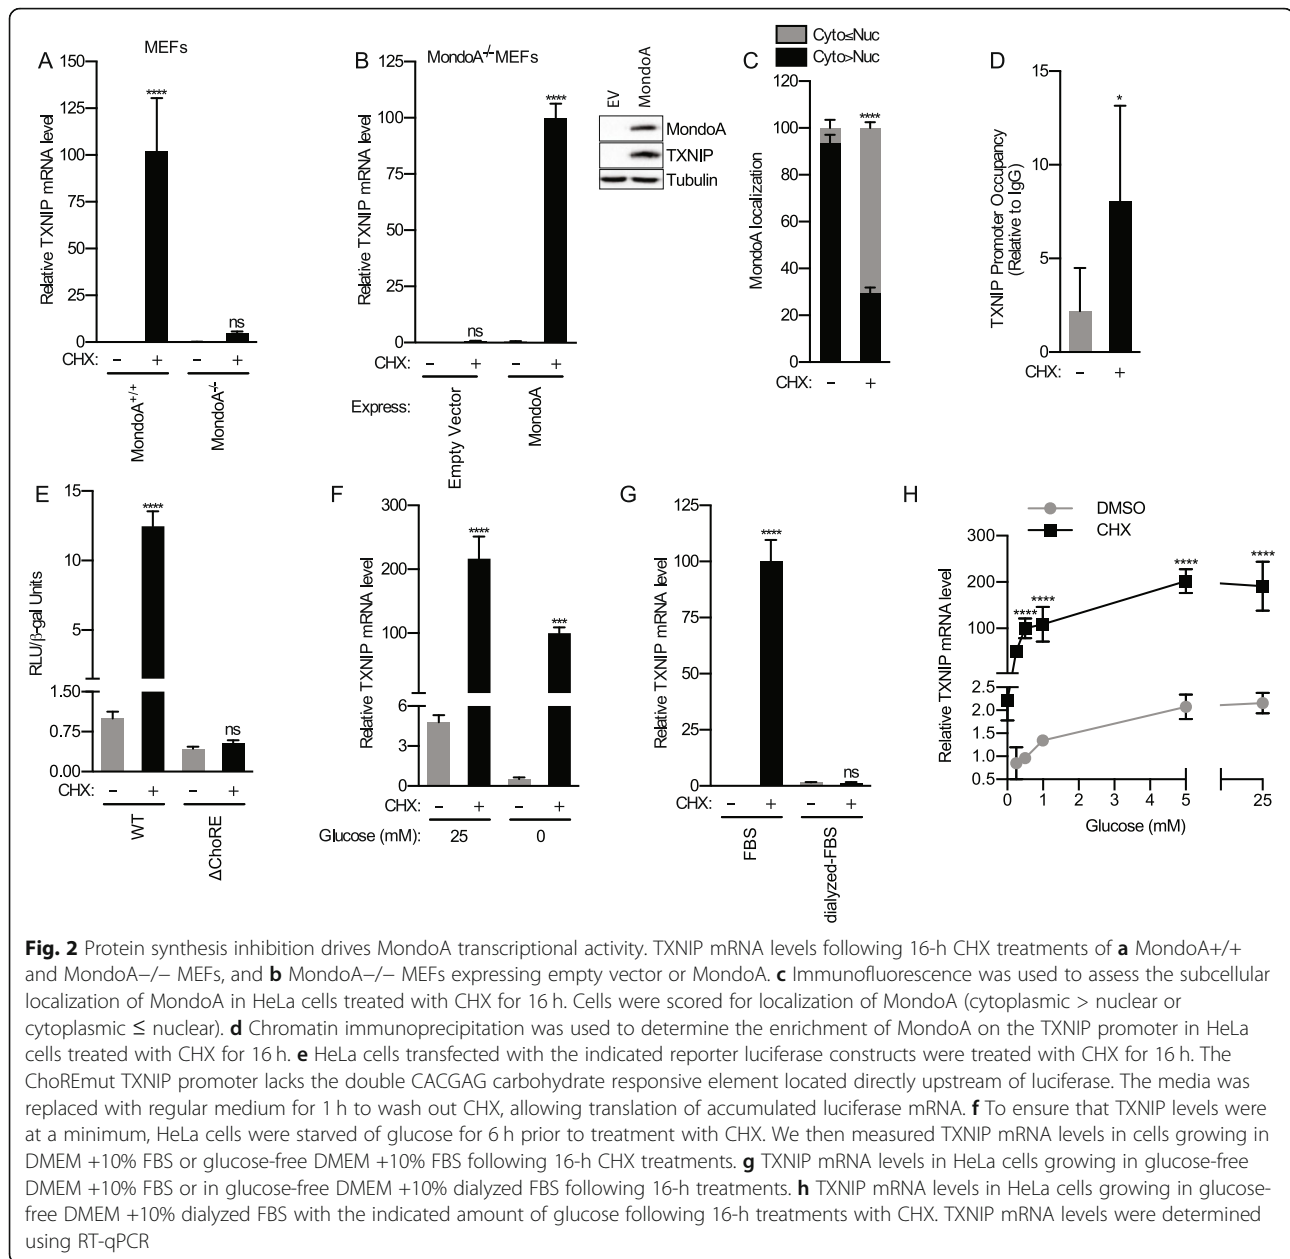 A
MEFs
Relative TXNIP mRNA level
150
125
100
75
50
25
0
****
ns
CHX: − + − +
MondoA+/+
MondoA-/-
B
MondoA-/- MEFs
Relative TXNIP mRNA level
125
100
75
50
25
0
ns
****
CHX: − + − +
Express:
Empty Vector
MondoA
EV
MondoA
MondoA
TXNIP
Tubulin
Cyto≤Nuc
Cyto>Nuc
C
MondoA localization
120
100
80
60
40
20
0
****
CHX: − +
D
TXNIP Promoter Occupancy
(Relative to IgG)
15
10
5
0
*
CHX: − +
E
RLU/β-gal Units
15
10
5
1.50
0.75
0.00
****
ns
CHX: − + − +
WT
ΔChoRE
F
Relative TXNIP mRNA level
300
200
100
6
3
0
****
***
CHX: − + − +
Glucose (mM): 25 0
G
Relative TXNIP mRNA level
125
100
75
50
25
0
****
ns
CHX: − + − +
FBS
dialyzed-FBS
H
DMSO
CHX
Relative TXNIP mRNA level
300
200
100
2.5
2.0
1.5
1.0
0.5
****
****
****
****
0 1 2 3 4 5 25
Glucose (mM)
Fig. 2 Protein synthesis inhibition drives MondoA transcriptional activity. TXNIP mRNA levels following 16-h CHX treatments of a MondoA+/+
and MondoA−/− MEFs, and b MondoA−/− MEFs expressing empty vector or MondoA. c Immunofluorescence was used to assess the subcellular
localization of MondoA in HeLa cells treated with CHX for 16 h. Cells were scored for localization of MondoA (cytoplasmic > nuclear or
cytoplasmic ≤ nuclear). d Chromatin immunoprecipitation was used to determine the enrichment of MondoA on the TXNIP promoter in HeLa
cells treated with CHX for 16 h. e HeLa cells transfected with the indicated reporter luciferase constructs were treated with CHX for 16 h. The
ChoREmut TXNIP promoter lacks the double CACGAG carbohydrate responsive element located directly upstream of luciferase. The media was
replaced with regular medium for 1 h to wash out CHX, allowing translation of accumulated luciferase mRNA. f To ensure that TXNIP levels were
at a minimum, HeLa cells were starved of glucose for 6 h prior to treatment with CHX. We then measured TXNIP mRNA levels in cells growing in
DMEM +10% FBS or glucose-free DMEM +10% FBS following 16-h CHX treatments. g TXNIP mRNA levels in HeLa cells growing in glucose-free
DMEM +10% FBS or in glucose-free DMEM +10% dialyzed FBS following 16-h treatments. h TXNIP mRNA levels in HeLa cells growing in glucose-
free DMEM +10% dialyzed FBS with the indicated amount of glucose following 16-h treatments with CHX. TXNIP mRNA levels were determined
using RT-qPCR